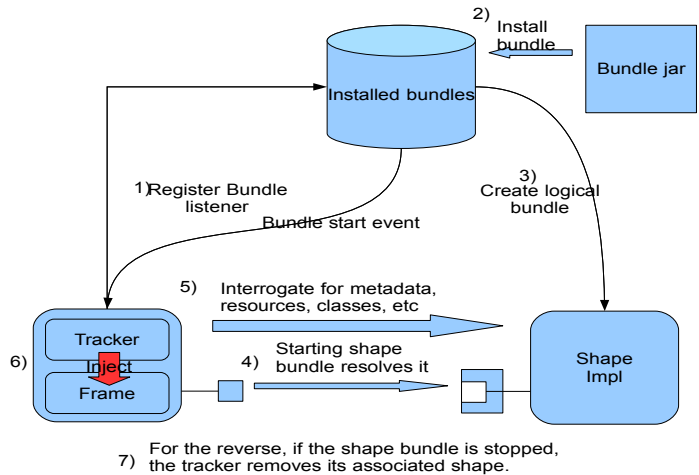 2) Install
bundle
Bundle jar
Installed bundles
1) Register Bundle
listener
3)
Create logical
bundle
Bundle start event
5) Interrogate for metadata,
resources, classes, etc
Tracker
6) Inject
Frame
4) Starting shape
bundle resolves it
Shape
Impl
7) For the reverse, if the shape bundle is stopped,
the tracker removes its associated shape.